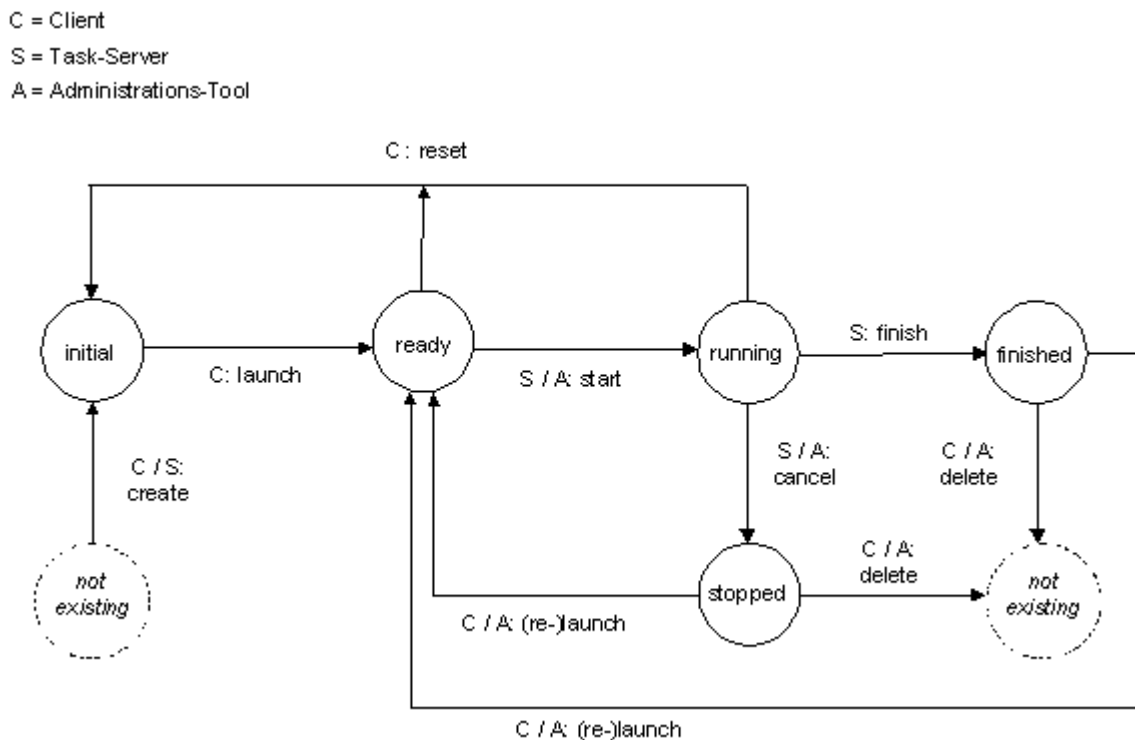 C = Client
S = Task-Server
A = Administrations-Tool
C : reset
initial
C: launch
ready
S / A: start
running
S: finish
finished
C / S:
create
S / A:
cancel
C / A:
delete
not
existing
C / A: (re-)launch
stopped
C / A:
delete
not
existing
C / A: (re-)launch